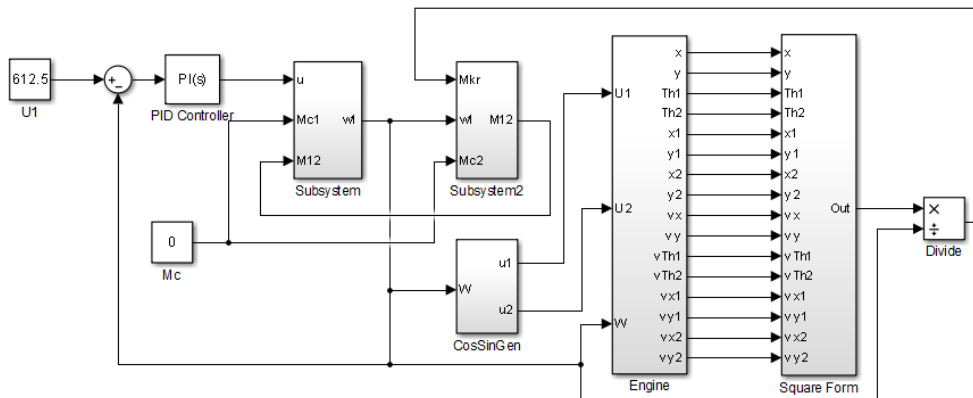 612.5
U1
+
−
PI(s)
PID Controller
u
Mc1
M12
w1
Subsystem
Mkr
w1
Mc2
M12
Subsystem2
0
Mc
W
u1
u2
CosSinGen
U1
U2
W
x
y
Th1
Th2
x1
y1
x2
y2
vx
vy
vTh1
vTh2
vx1
vy1
vx2
vy2
Engine
x
y
Th1
Th2
x1
y1
x2
y2
vx
vy
vTh1
vTh2
vx1
vy1
vx2
vy2
Out
Square Form
×
÷
Divide